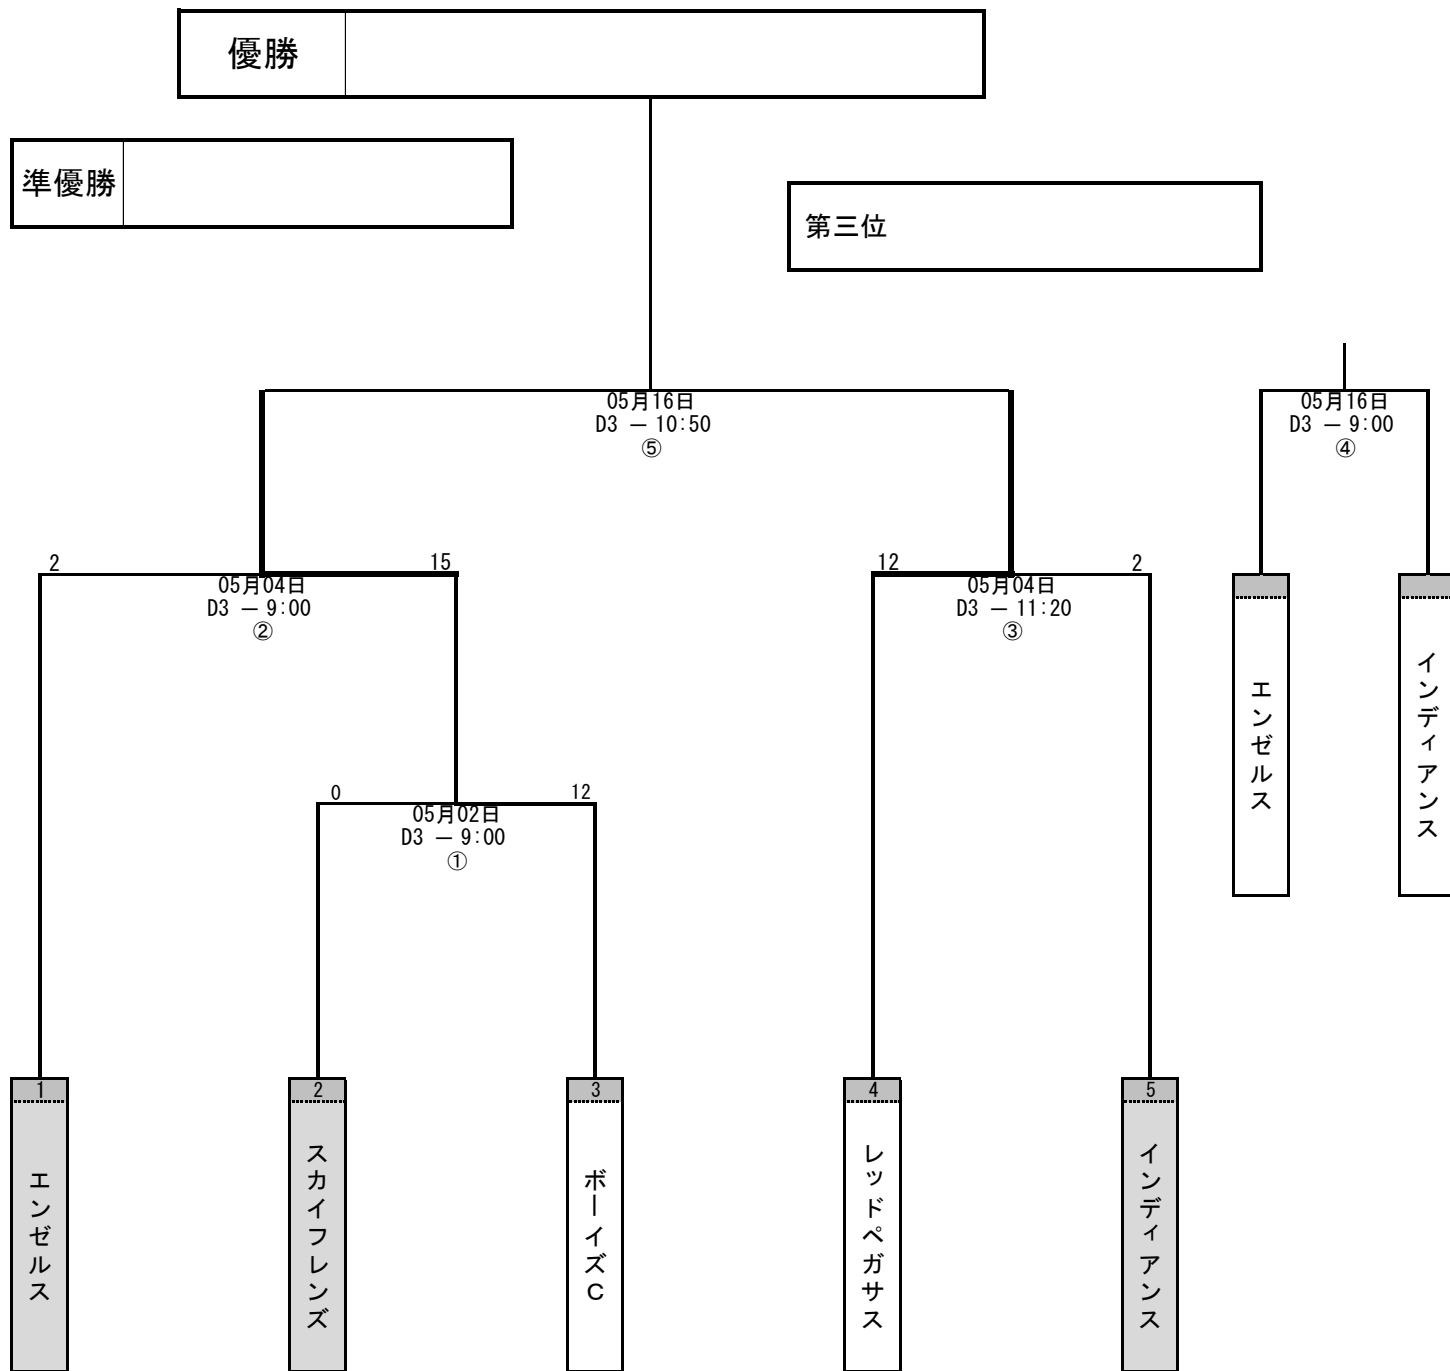 優勝
準優勝
第三位
05月16日
D3 － 10:50
⑤
05月16日
D3 － 9:00
④
2
15
05月04日
D3 － 9:00
②
12
2
05月04日
D3 － 11:20
③
エンゼルス
インディアンス
0
12
05月02日
D3 － 9:00
①
1
エンゼルス
2
スカイフレンズ
3
ボーイズＣ
4
レッドペガサス
5
インディアンス